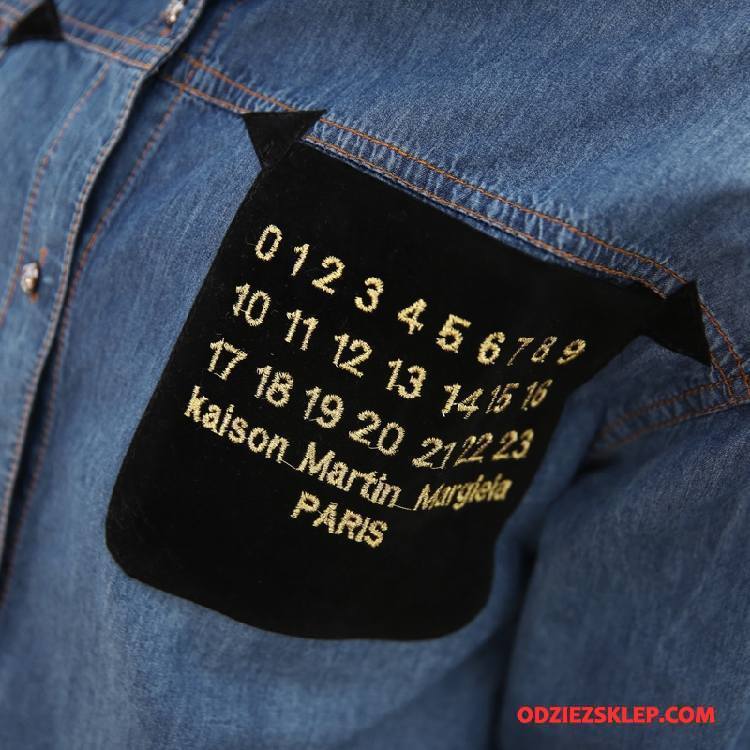 0 1 2 3 4 5 6 7 8 9
10 11 12 13 14 15 16
17 18 19 20 21 22 23
Kaison_Martin_Margiela
PARIS
ODZIEZSKLEP.COM